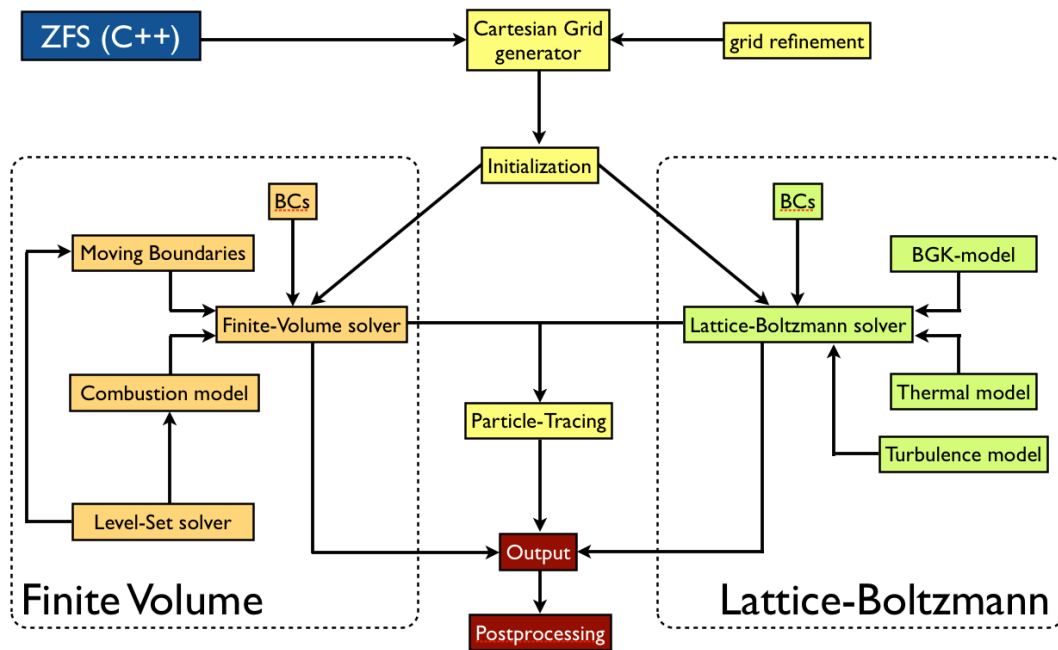 ZFS (C++)
Cartesian Grid
generator
grid refinement
Initialization
BCs
BCs
Moving Boundaries
BGK-model
Finite-Volume solver
Lattice-Boltzmann solver
Combustion model
Thermal model
Particle-Tracing
Turbulence model
Level-Set solver
Output
Finite Volume
Lattice-Boltzmann
Postprocessing